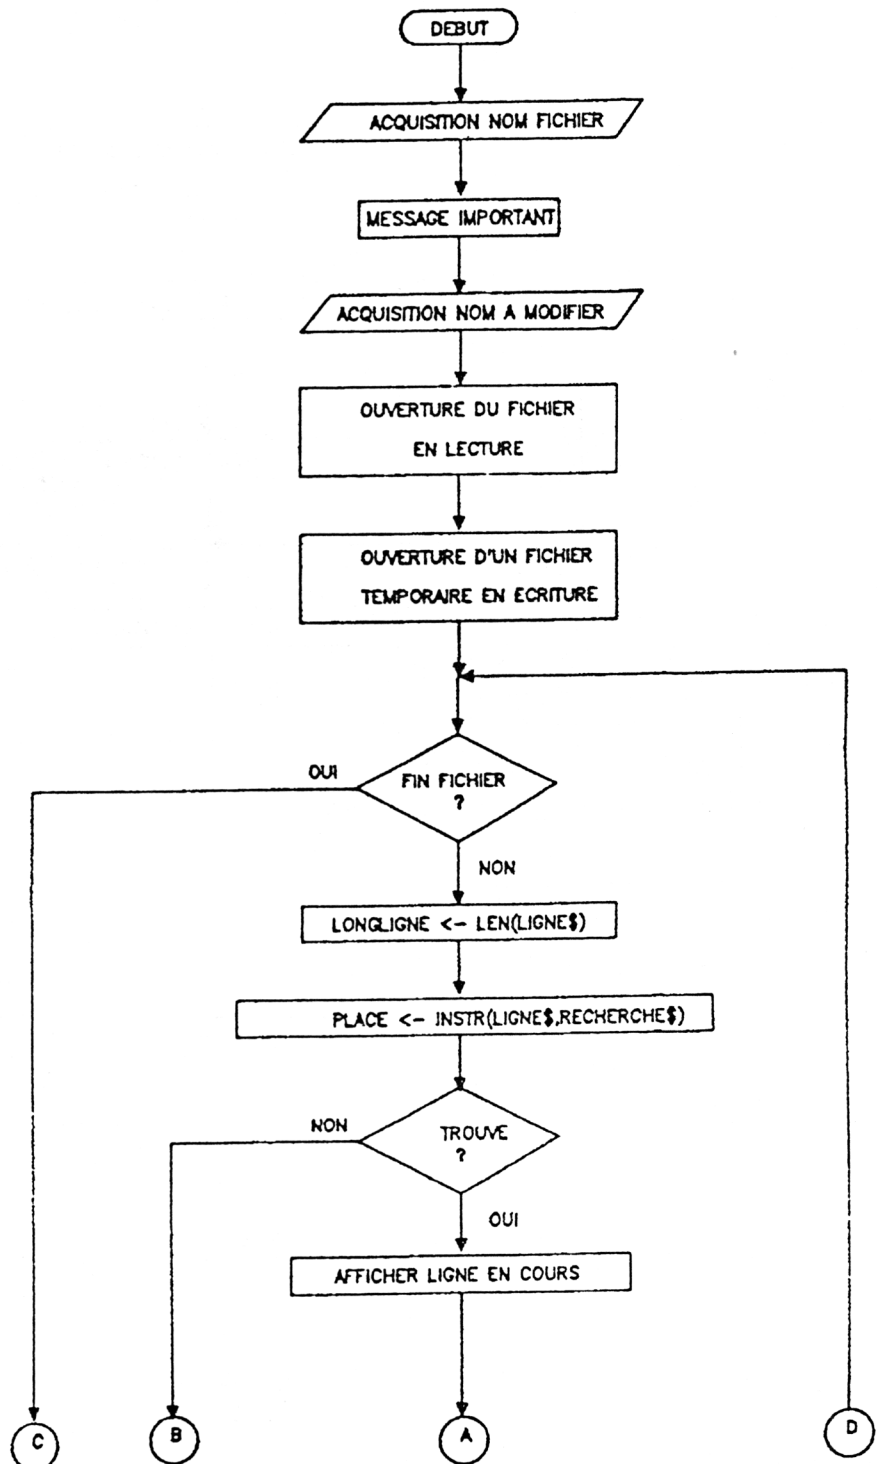 DEBUT
ACQUISITION NOM FICHIER
MESSAGE IMPORTANT
ACQUISITION NOM A MODIFIER
OUVERTURE DU FICHIER
EN LECTURE
OUVERTURE D'UN FICHIER
TEMPORAIRE EN ECRITURE
OUI
FIN FICHIER
?
NON
LONGLIGNE <- LEN(LIGNE$)
PLACE <- INSTR(LIGNE$,RECHERCHE$)
NON
TROUVE
?
OUI
AFFICHER LIGNE EN COURS
C
B
A
D